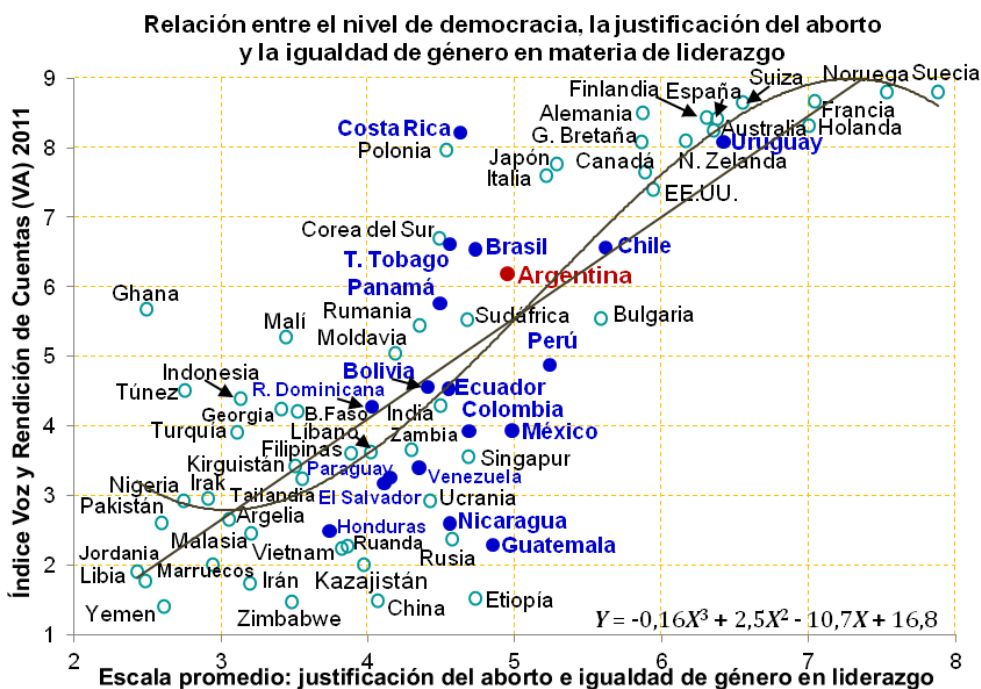 Relación entre el nivel de democracia, la justificación del aborto
y la igualdad de género en materia de liderazgo
Índice Voz y Rendición de Cuentas (VA) 2011
9
8
7
6
5
4
3
2
1
Suiza Noruega Suecia
Finlandia España
Alemania
Francia
Costa Rica
G. Bretaña
Australia Holanda
Polonia
Uruguay
Japón
Canadá
N. Zelanda
Italia
EE.UU.
Corea del Sur
Brasil
Chile
T. Tobago
Argentina
Ghana
Panamá
Rumania
Sudáfrica
Bulgaria
Malí
Moldavia
Perú
Indonesia
Bolivia
Túnez
R. Dominicana
Ecuador
Georgia
B.Faso
India
Colombia
Turquía
Líbano
Zambia
México
Filipinas
Singapur
Kirguistán
Paraguay
Venezuela
Nigeria
Irak
Tailandia
El Salvador
Ucrania
Pakistán
Argelia
Honduras
Nicaragua
Malasia
Vietnam
Ruanda
Rusia
Guatemala
Jordania
Libia
Marruecos
Irán
Kazajistán
Yemen
Zimbabwe
China
Etiopía
Y = -0,16X³ + 2,5X² - 10,7X + 16,8
2 3 4 5 6 7 8
Escala promedio: justificación del aborto e igualdad de género en liderazgo